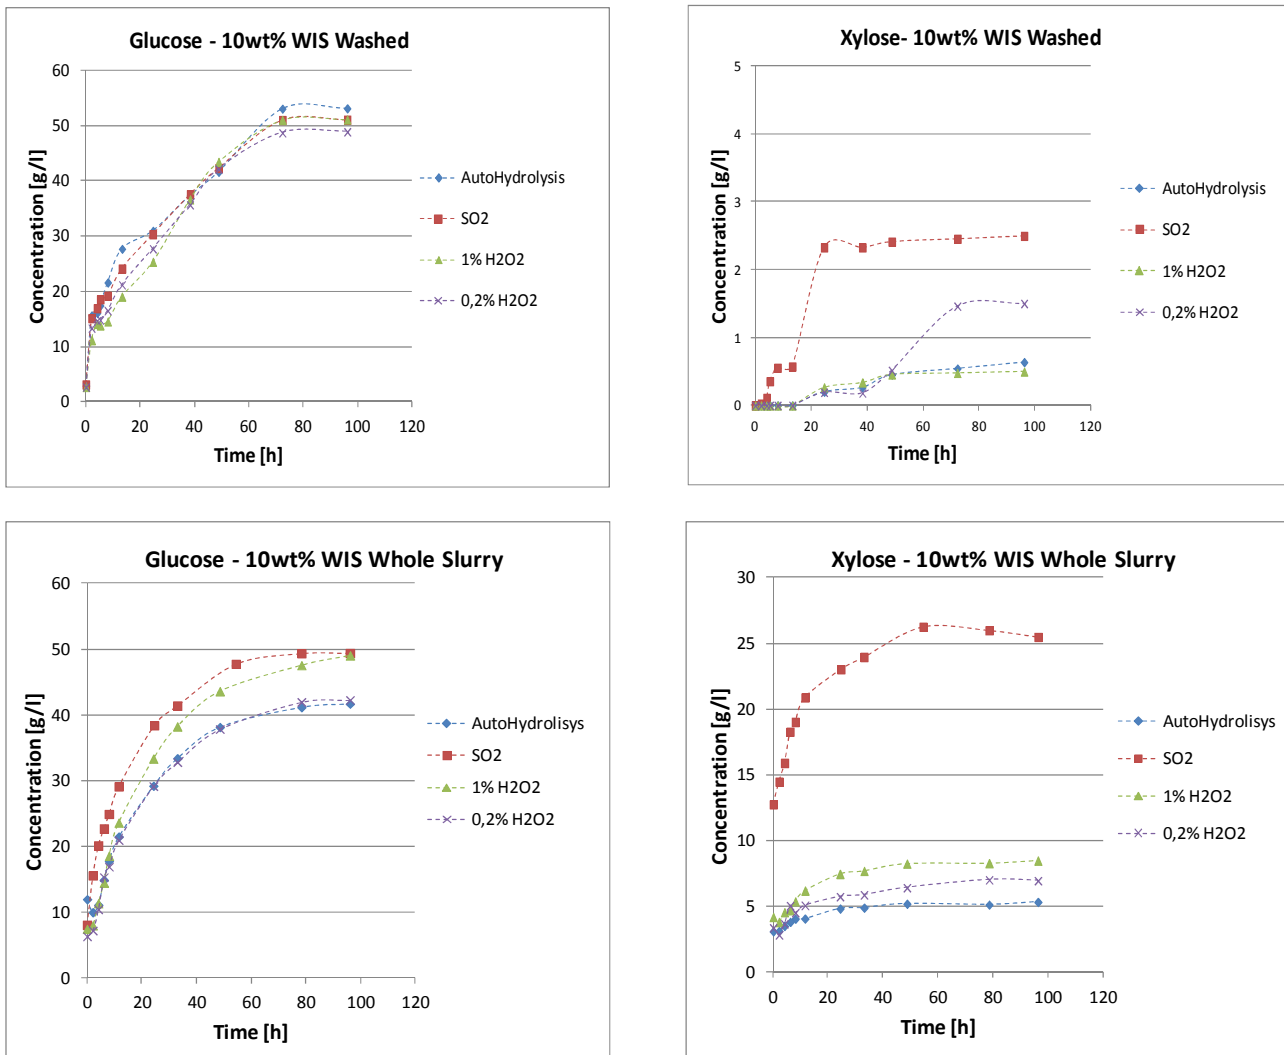 Glucose - 10wt% WIS Washed
Concentration [g/l]
60
50
40
30
20
10
0
0 20 40 60 80 100 120
Time [h]
AutoHydrolysis
SO2
1% H2O2
0,2% H2O2
Xylose- 10wt% WIS Washed
Concentration [g/l]
5
4
3
2
1
0
0 20 40 60 80 100 120
Time [h]
AutoHydrolysis
SO2
1% H2O2
0,2% H2O2
Glucose - 10wt% WIS Whole Slurry
Concentration [g/l]
60
50
40
30
20
10
0
0 20 40 60 80 100 120
Time [h]
AutoHydrolisys
SO2
1% H2O2
0,2% H2O2
Xylose - 10wt% WIS Whole Slurry
Concentration [g/l]
30
25
20
15
10
5
0
0 20 40 60 80 100 120
Time [h]
AutoHydrolisys
SO2
1% H2O2
0,2% H2O2